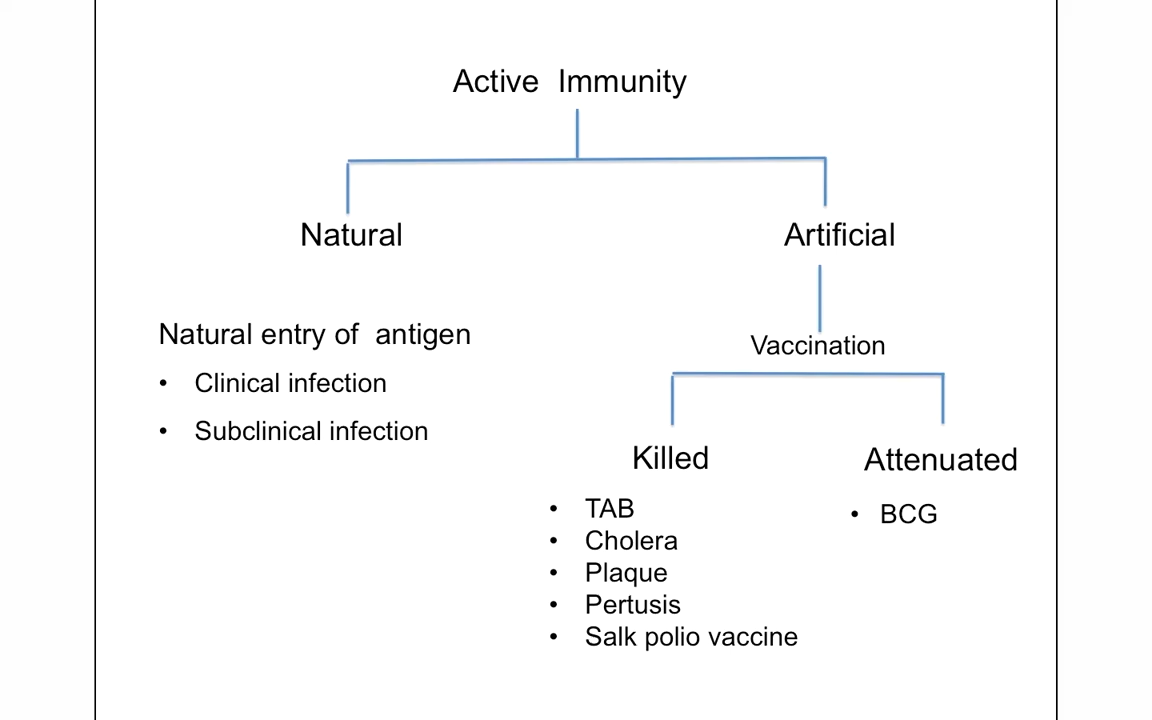 Active Immunity
Natural
Artificial
Natural entry of antigen
• Clinical infection
• Subclinical infection
Vaccination
Killed
Attenuated
• TAB
• Cholera
• Plaque
• Pertusis
• Salk polio vaccine
• BCG